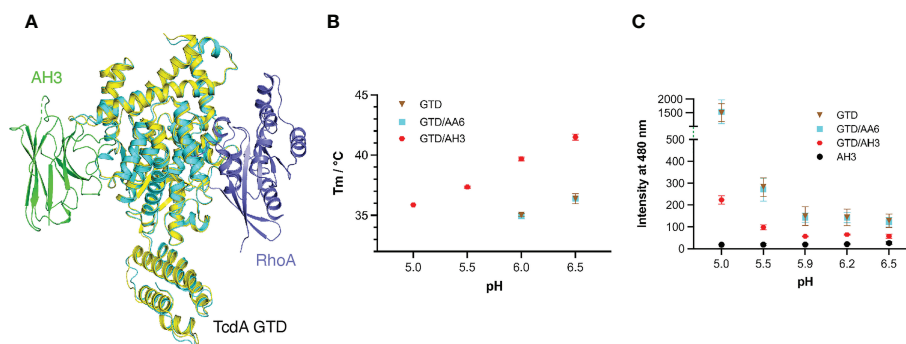 A
AH3
RhoA
TcdA GTD
B
GTD
GTD/AA6
GTD/AH3
Tm / °C
45
40
35
5.0 5.5 6.0 6.5
pH
C
GTD
GTD/AA6
GTD/AH3
AH3
Intensity at 480 nm
2000
1500
500
400
300
200
100
0
5.0 5.5 5.9 6.2 6.5
pH